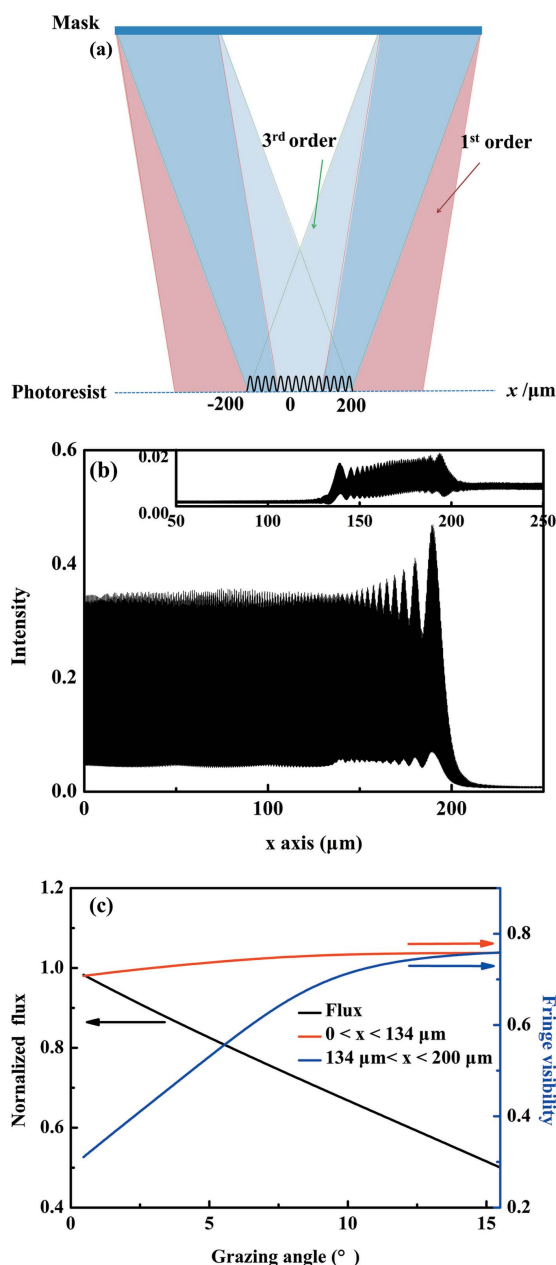 Mask
(a)
3rd order
1st order
Photoresist
-200
0
200
x /µm
0.6
(b)
0.02
0.00
50
100
150
200
250
0.4
0.2
0.0
Intensity
0
100
200
x axis (µm)
1.2
(c)
1.0
0.8
0.6
0.4
Normalized flux
Flux
0 < x < 134 µm
134 µm< x < 200 µm
0.8
0.6
0.4
0.2
Fringe visibility
0
5
10
15
Grazing angle (° )